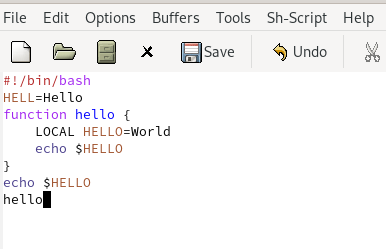 File Edit Options Buffers Tools Sh-Script Help
Save Undo
#!/bin/bash
HELL=Hello
function hello {
    LOCAL HELLO=World
    echo $HELLO
}
echo $HELLO
hello